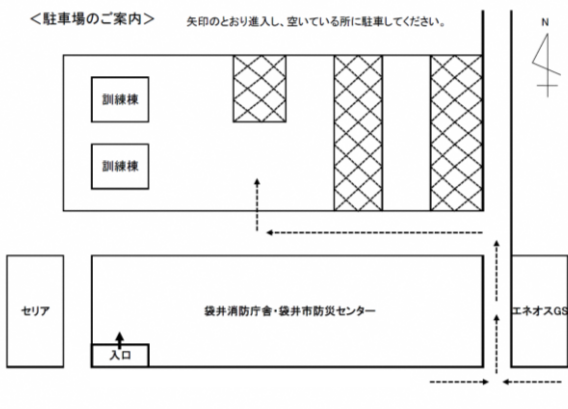 <駐車場のご案内>
矢印のとおり進入し、空いている所に駐車してください。
N
訓練棟
訓練棟
セリア
袋井消防庁舎・袋井市防災センター
エネオスGS
入口